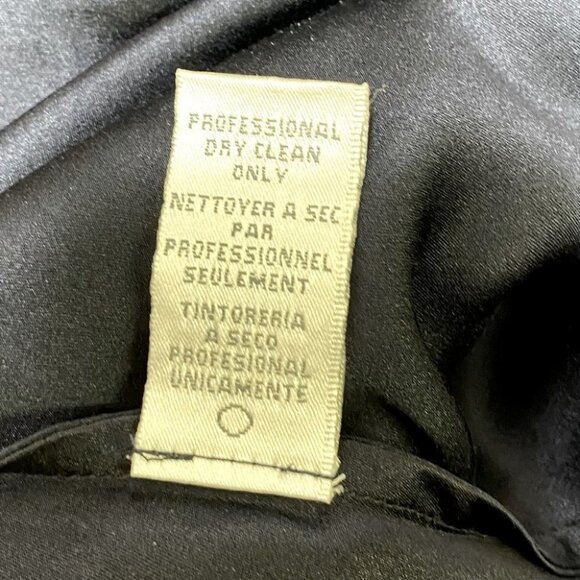 PROFESSIONAL
DRY CLEAN
ONLY
NETTOYER A SEC
PAR
PROFESSIONNEL
SEULEMENT
TINTORERIA
A SECO
PROFESIONAL
UNICAMENTE